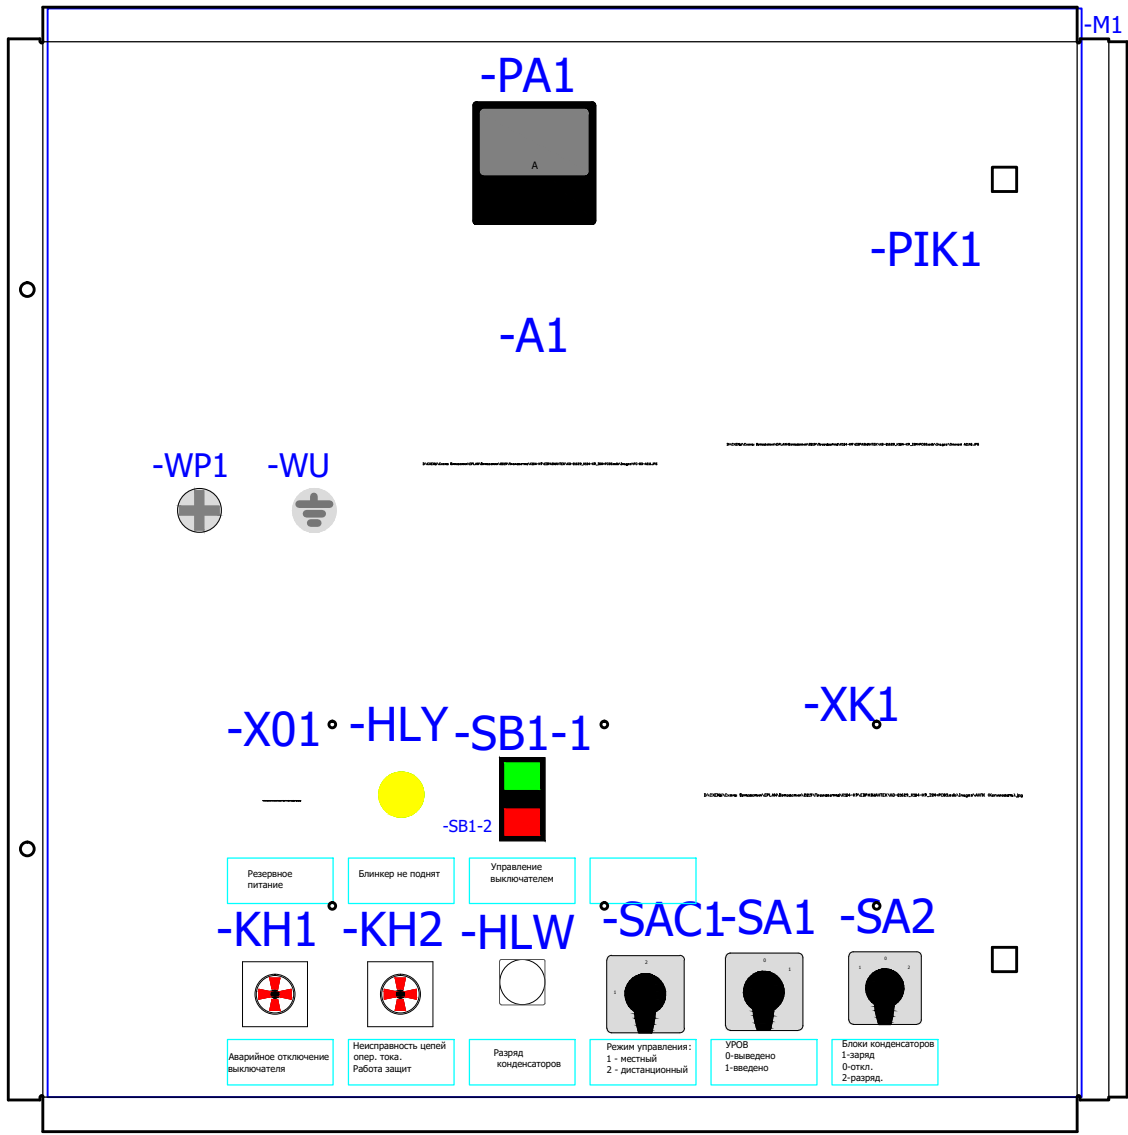 -M1
-PA1
A
-PIK1
-A1
-WP1
-WU
-XK1
-X01
-HLY
-SB1-1
-SB1-2
Резервное
питание
Блинкер не поднят
Управление
выключателем
-KH1
-KH2
-HLW
-SAC1
-SA1
-SA2
2
1
0
1
1
0
2
Аварийное отключение
выключателя
Неисправность цепей
опер. тока.
Работа защит
Разряд
конденсаторов
Режим управления:
1 - местный
2 - дистанционный
УРОВ
0-выведено
1-введено
Блоки конденсаторов
1-заряд
0-откл.
2-разряд.